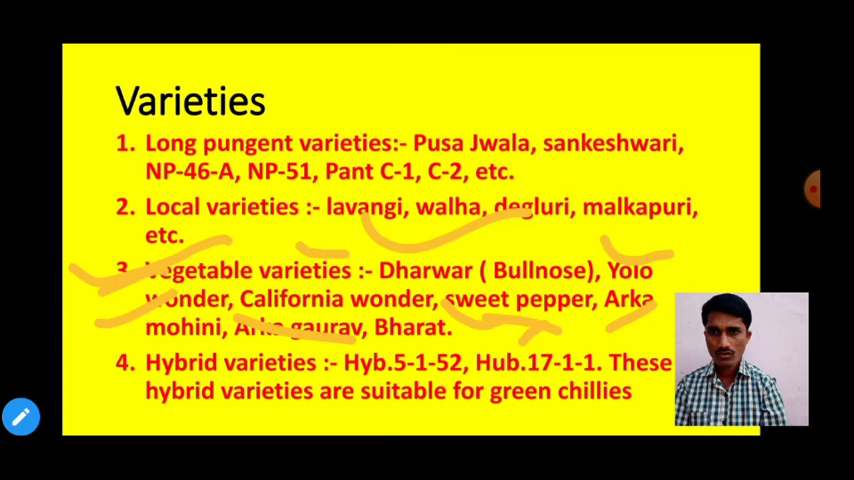 Varieties
1. Long pungent varieties:- Pusa Jwala, sankeshwari,
NP-46-A, NP-51, Pant C-1, C-2, etc.
2. Local varieties :- lavangi, walha, degluri, malkapuri,
etc.
3. Vegetable varieties :- Dharwar ( Bullnose), Yolo
wonder, California wonder, sweet pepper, Arka
mohini, Arka gaurav, Bharat.
4. Hybrid varieties :- Hyb.5-1-52, Hub.17-1-1. These
hybrid varieties are suitable for green chillies